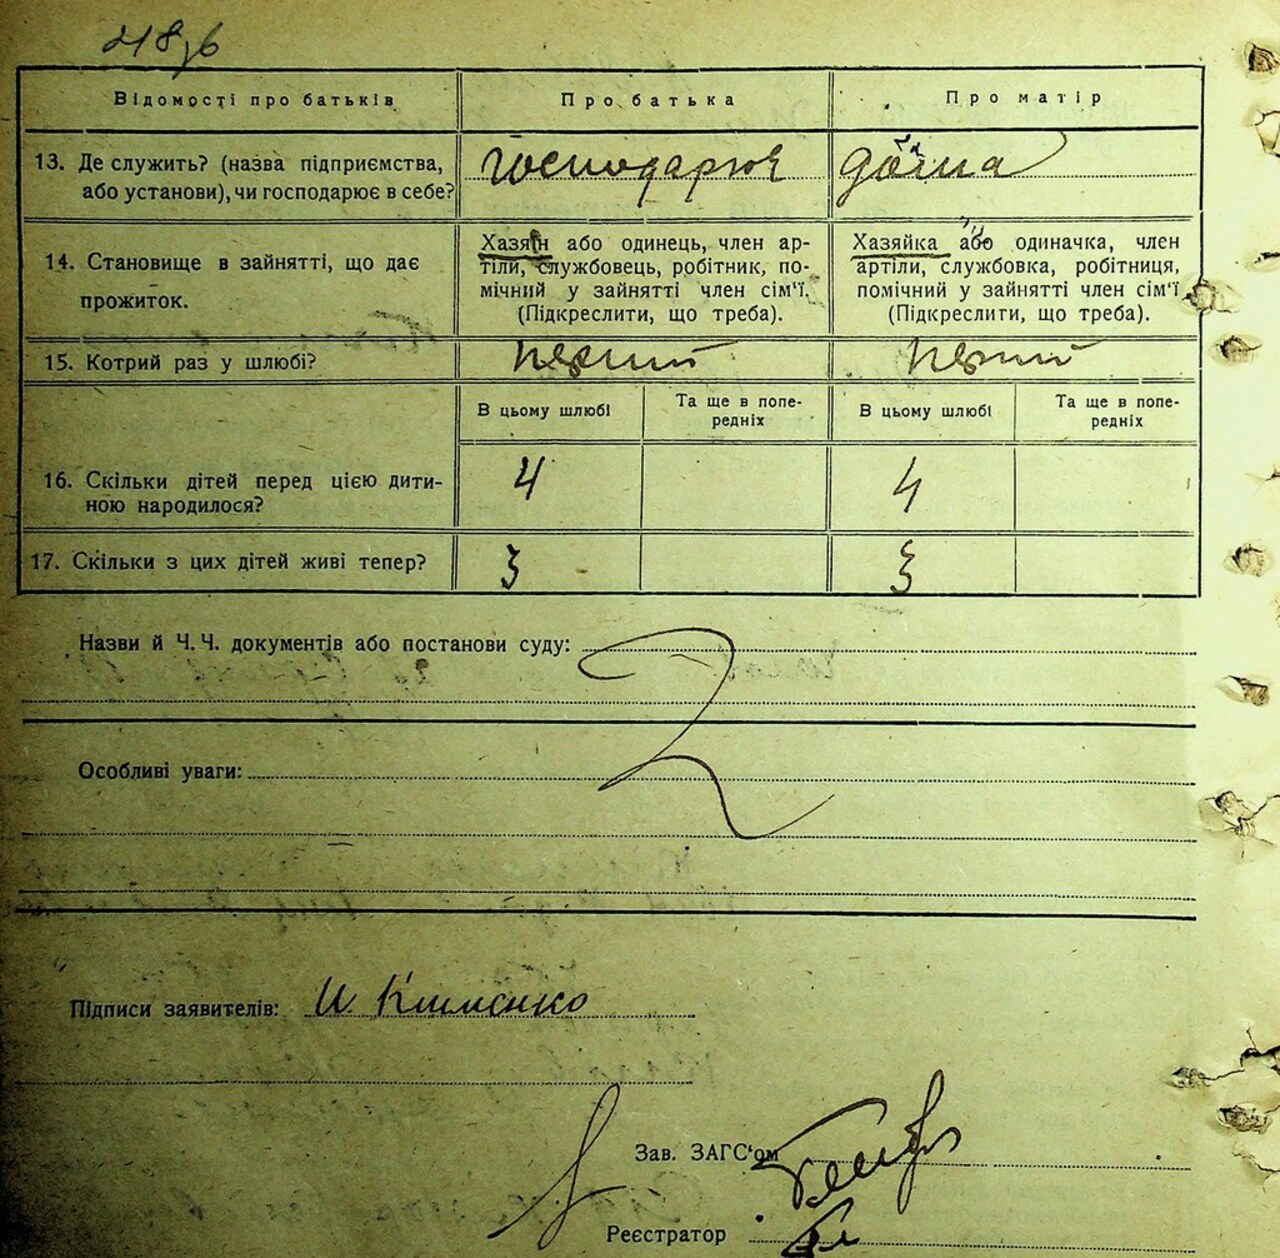 Відомості про батьків
Про батька
Про матір
13. Де служить? (назва підприємства,
або установи), чи господарює в себе?
господарює
дома
14. Становище в зайнятті, що дає
прожиток.
Хазяїн або одинець, член ар-
тіли, службовець, робітник, по-
мічний у зайнятті член сім'ї.
(Підкреслити, що треба).
Хазяйка або одиначка, член
артіли, службовка, робітниця,
помічний у зайнятті член сім'ї
(Підкреслити, що треба).
15. Котрий раз у шлюбі?
перший
перший
В цьому шлюбі
Та ще в попе-
редніх
В цьому шлюбі
Та ще в попе-
редніх
16. Скільки дітей перед цією дити-
ною народилося?
4
4
17. Скільки з цих дітей живі тепер?
3
3
Назви й Ч. Ч. документів або постанови суду:
Особливі уваги:
Підписи заявителів: И Клименко
Зав. ЗАГС'ом
Реєстратор